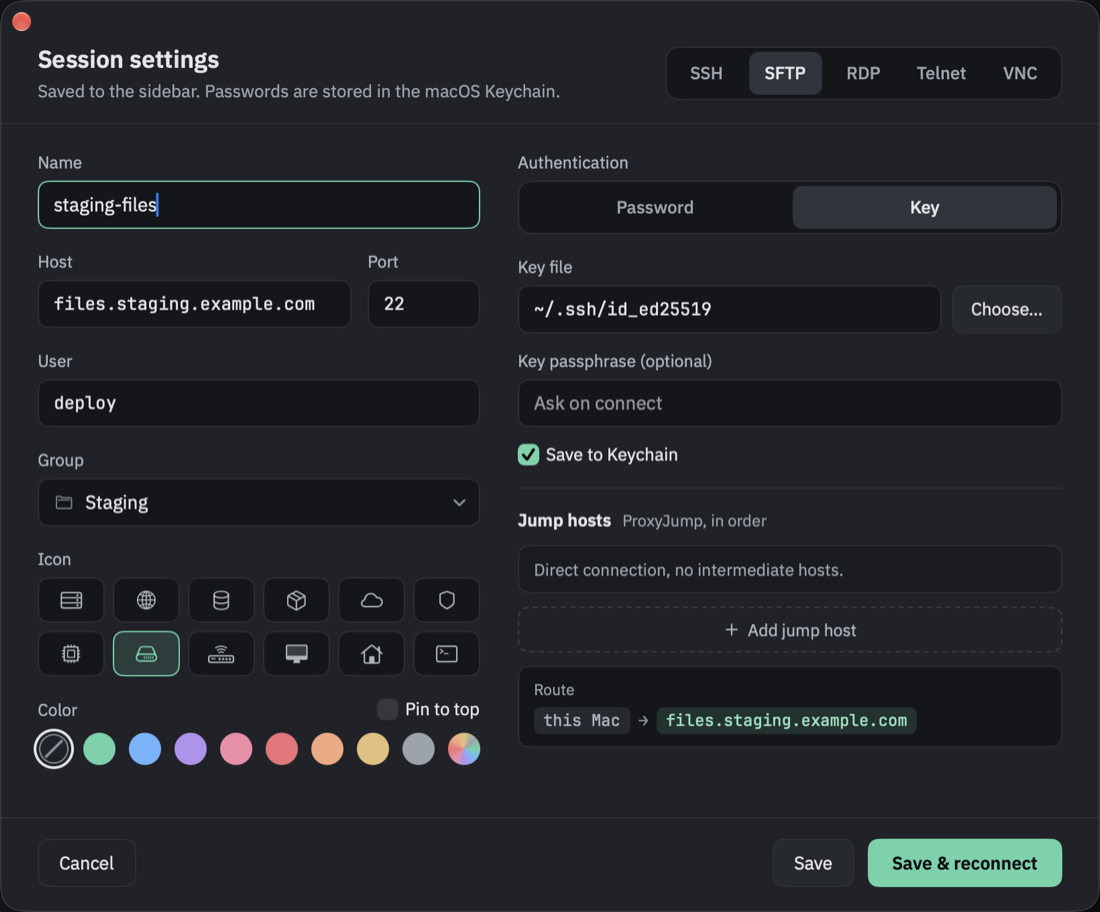 Session settings
Saved to the sidebar. Passwords are stored in the macOS Keychain.
SSH SFTP RDP Telnet VNC
Name
staging-files
Host Port
files.staging.example.com 22
User
deploy
Group
Staging
Icon
Color Pin to top
Authentication
Password Key
Key file
~/.ssh/id_ed25519 Choose...
Key passphrase (optional)
Ask on connect
Save to Keychain
Jump hosts ProxyJump, in order
Direct connection, no intermediate hosts.
+ Add jump host
Route
this Mac → files.staging.example.com
Cancel Save Save & reconnect